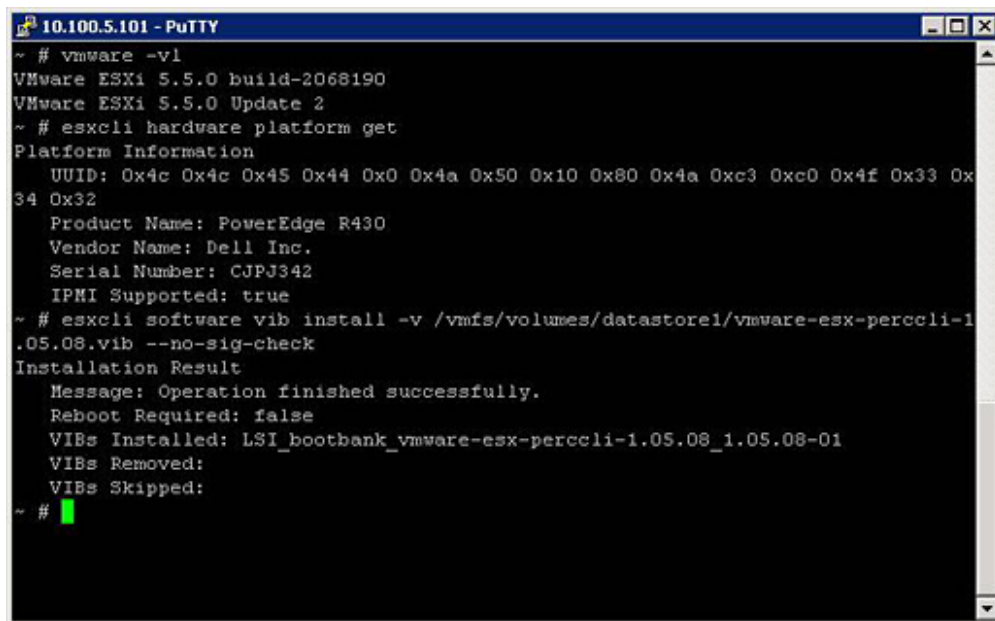 10.100.5.101 - PuTTY
~ # vmware -vl
VMware ESXi 5.5.0 build-2068190
VMware ESXi 5.5.0 Update 2
~ # esxcli hardware platform get
Platform Information
   UUID: 0x4c 0x4c 0x45 0x44 0x0 0x4a 0x50 0x10 0x80 0x4a 0xc3 0xc0 0x4f 0x33 0x
34 0x32
   Product Name: PowerEdge R430
   Vendor Name: Dell Inc.
   Serial Number: CJPJ342
   IPMI Supported: true
~ # esxcli software vib install -v /vmfs/volumes/datastore1/vmware-esx-perccli-1
.05.08.vib --no-sig-check
Installation Result
   Message: Operation finished successfully.
   Reboot Required: false
   VIBs Installed: LSI_bootbank_vmware-esx-perccli-1.05.08_1.05.08-01
   VIBs Removed:
   VIBs Skipped:
~ #